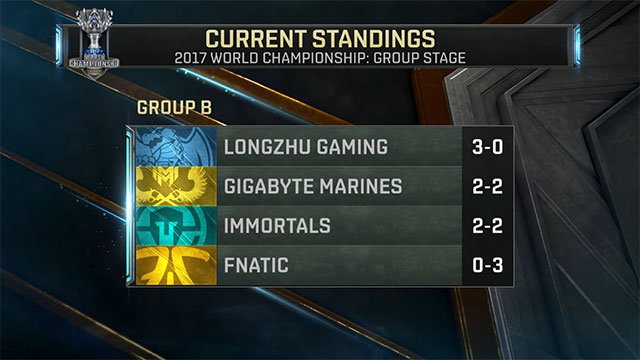 CURRENT STANDINGS
2017 WORLD CHAMPIONSHIP: GROUP STAGE
CHAMPIONSHIP
GROUP B
LONGZHU GAMING 3-0
GIGABYTE MARINES 2-2
IMMORTALS 2-2
FNATIC 0-3